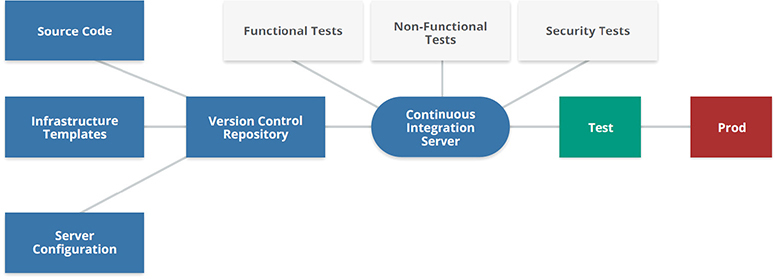 Source Code
Functional Tests
Non-Functional
Tests
Security Tests
Infrastructure
Templates
Version Control
Repository
Continuous
Integration
Server
Test
Prod
Server
Configuration